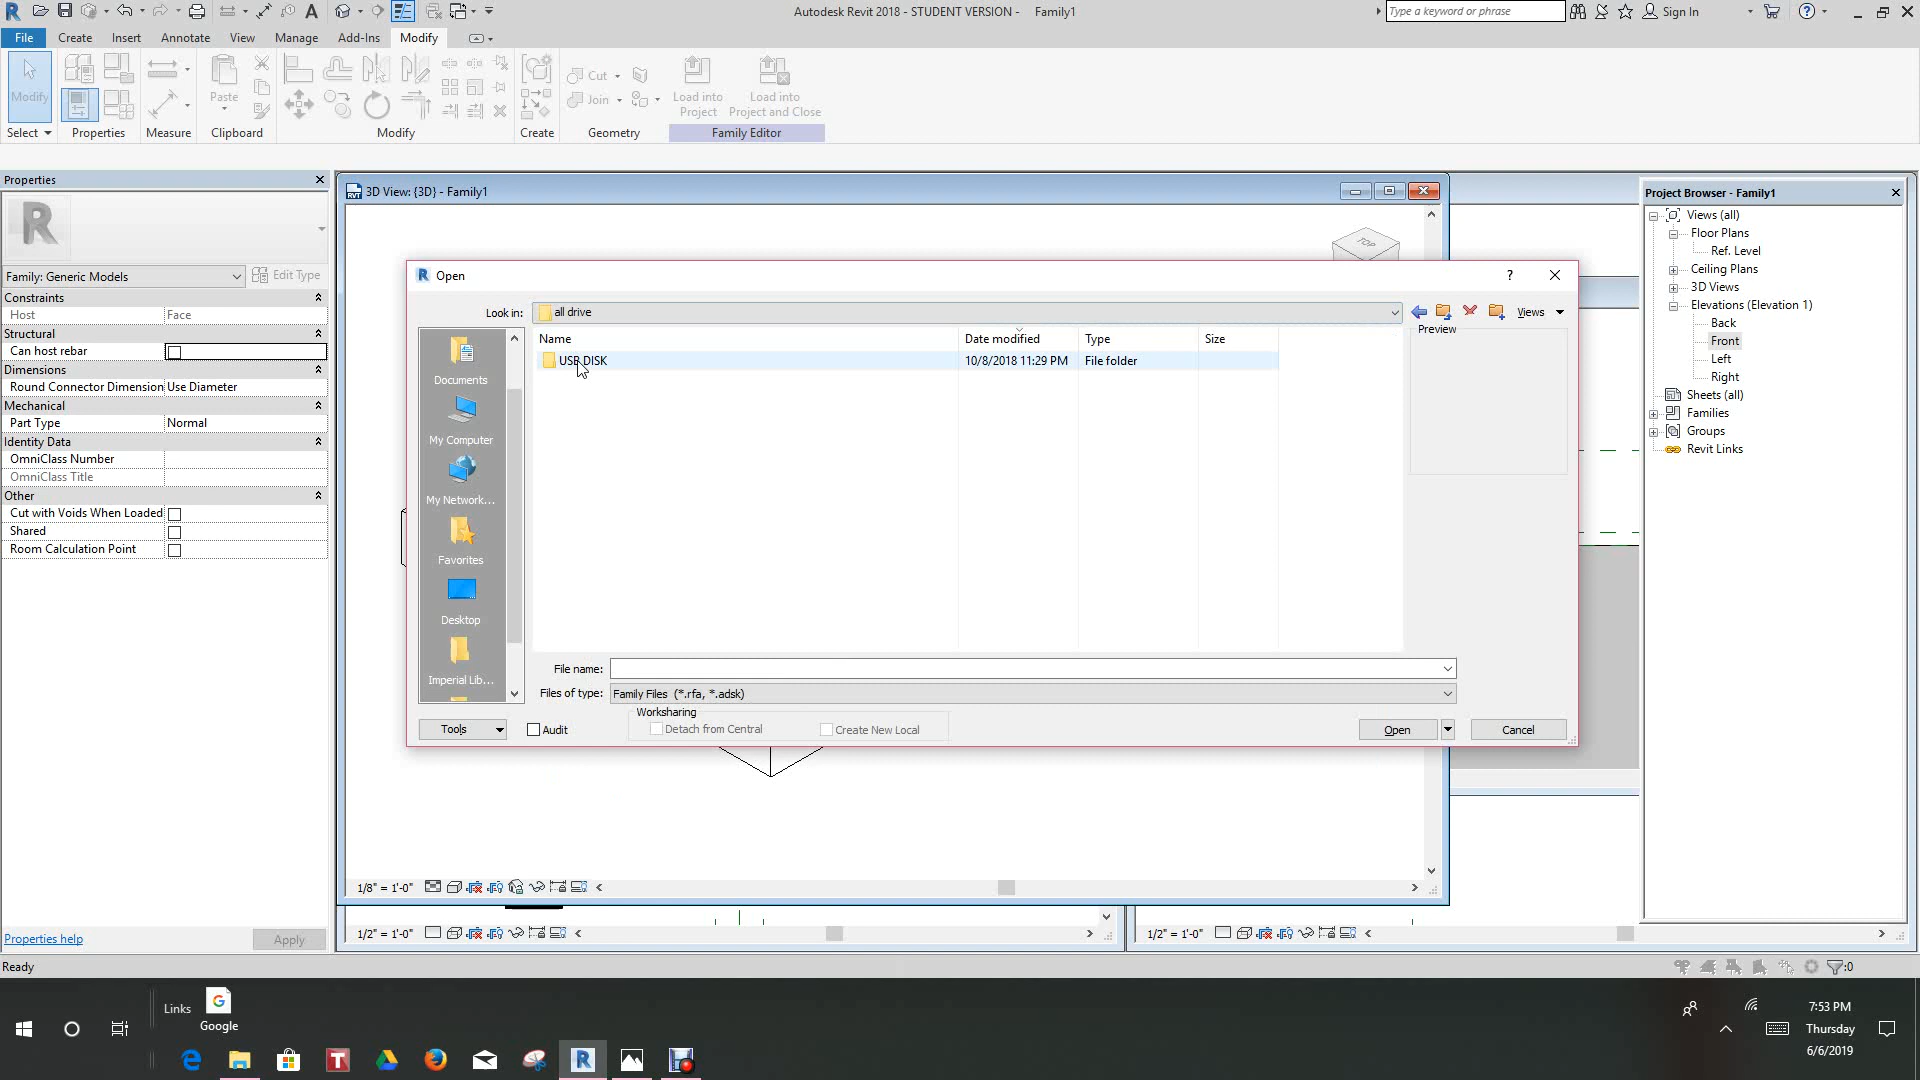 Autodesk Revit 2018 - STUDENT VERSION - Family1
Type a keyword or phrase
Sign In
File Create Insert Annotate View Manage Add-Ins Modify
Modify
Paste
Cut
Join
Load into
Project
Load into
Project and Close
Select Properties Measure Clipboard Modify Create Geometry Family Editor
Properties
Family: Generic Models
Edit Type
Constraints
Host Face
Structural
Can host rebar
Dimensions
Round Connector Dimension Use Diameter
Mechanical
Part Type Normal
Identity Data
OmniClass Number
OmniClass Title
Other
Cut with Voids When Loaded
Shared
Room Calculation Point
Properties help
Apply
3D View: {3D} - Family1
TOP
Open
Look in: all drive
Views
Preview
Name Date modified Type Size
USB DISK 10/8/2018 11:29 PM File folder
Documents
My Computer
My Network...
Favorites
Desktop
Imperial Lib...
File name:
Files of type: Family Files (*.rfa, *.adsk)
Worksharing
Tools
Audit
Detach from Central
Create New Local
Open
Cancel
1/8" = 1'-0"
1/2" = 1'-0"
1/2" = 1'-0"
Project Browser - Family1
Views (all)
Floor Plans
Ref. Level
Ceiling Plans
3D Views
Elevations (Elevation 1)
Back
Front
Left
Right
Sheets (all)
Families
Groups
Revit Links
Ready
:0
Links
Google
7:53 PM
Thursday
6/6/2019